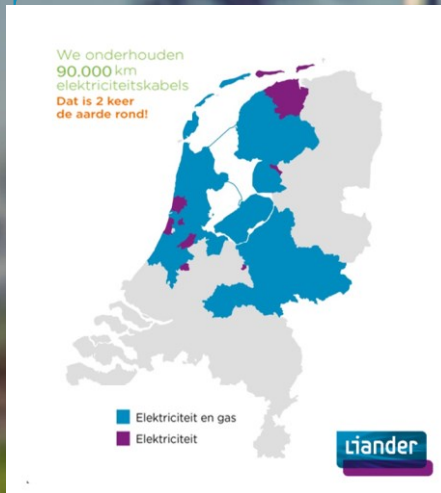 We onderhouden
90.000 km
elektriciteitskabels
Dat is 2 keer
de aarde rond!
Elektriciteit en gas
Elektriciteit
Liander